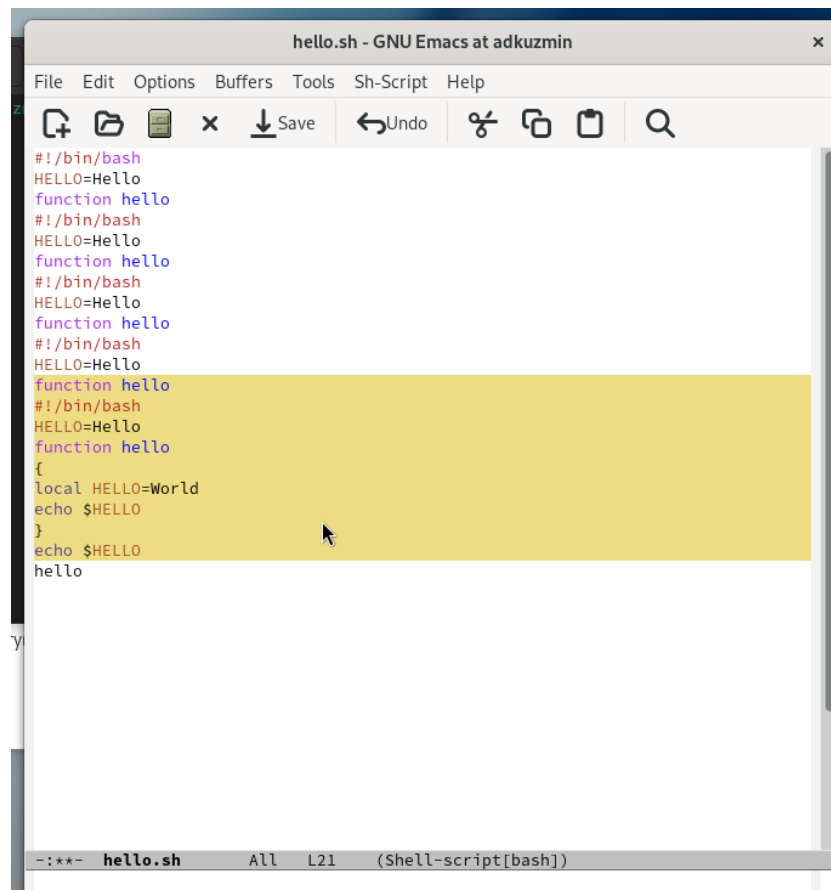 hello.sh - GNU Emacs at adkuzmin ×
File Edit Options Buffers Tools Sh-Script Help
Save Undo
#!/bin/bash
HELLO=Hello
function hello
#!/bin/bash
HELLO=Hello
function hello
#!/bin/bash
HELLO=Hello
function hello
#!/bin/bash
HELLO=Hello
function hello
#!/bin/bash
HELLO=Hello
function hello
{
local HELLO=World
echo $HELLO
}
echo $HELLO
hello
-:**- hello.sh All L21 (Shell-script[bash])